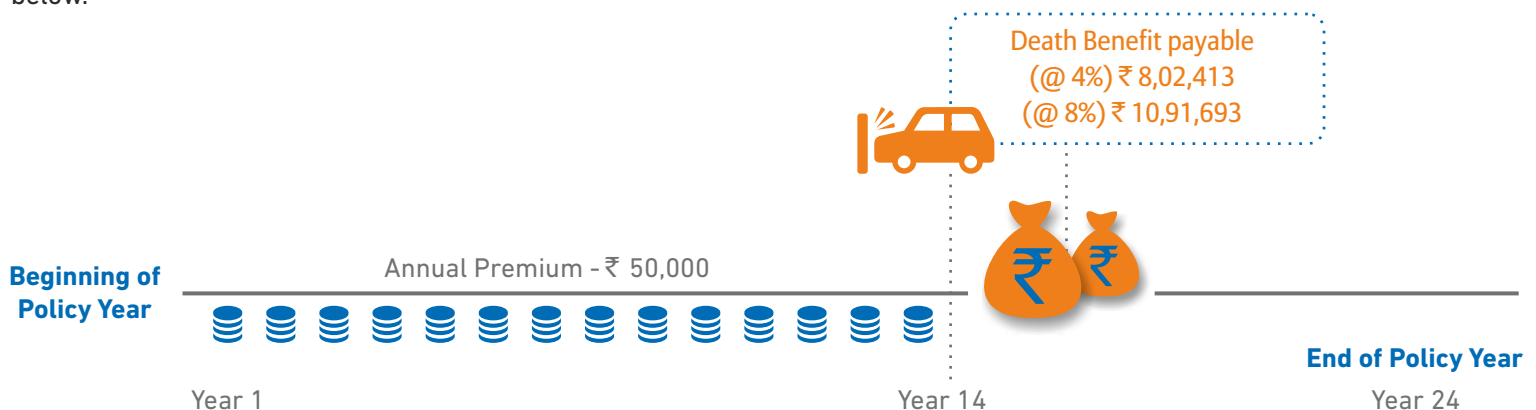 below.
Death Benefit payable
(@ 4%) ₹ 8,02,413
(@ 8%) ₹ 10,91,693
Annual Premium - ₹ 50,000
Beginning of
Policy Year
₹ ₹
End of Policy Year
Year 1 Year 14 Year 24